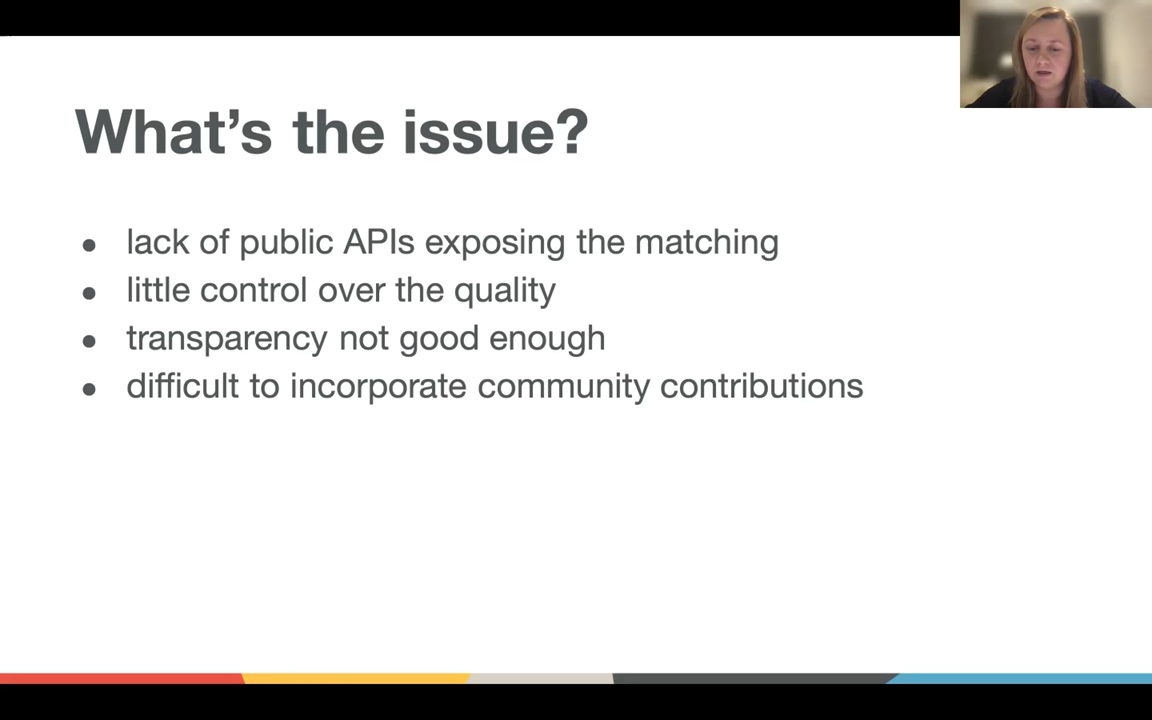 What's the issue?
● lack of public APIs exposing the matching
● little control over the quality
● transparency not good enough
● difficult to incorporate community contributions